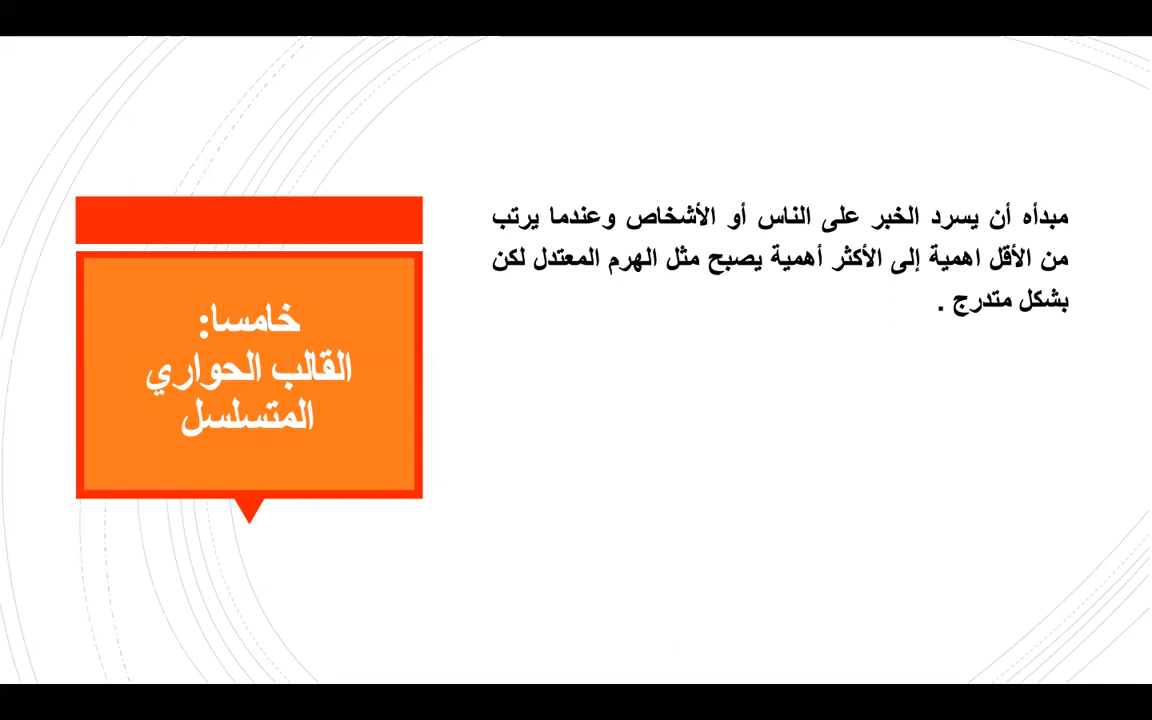 خامسا:
القالب الحواري
المتسلسل
مبدأه أن يسرد الخبر على الناس أو الأشخاص وعندما يرتب
من الأقل اهمية إلى الأكثر أهمية يصبح مثل الهرم المعتدل لكن
بشكل متدرج .